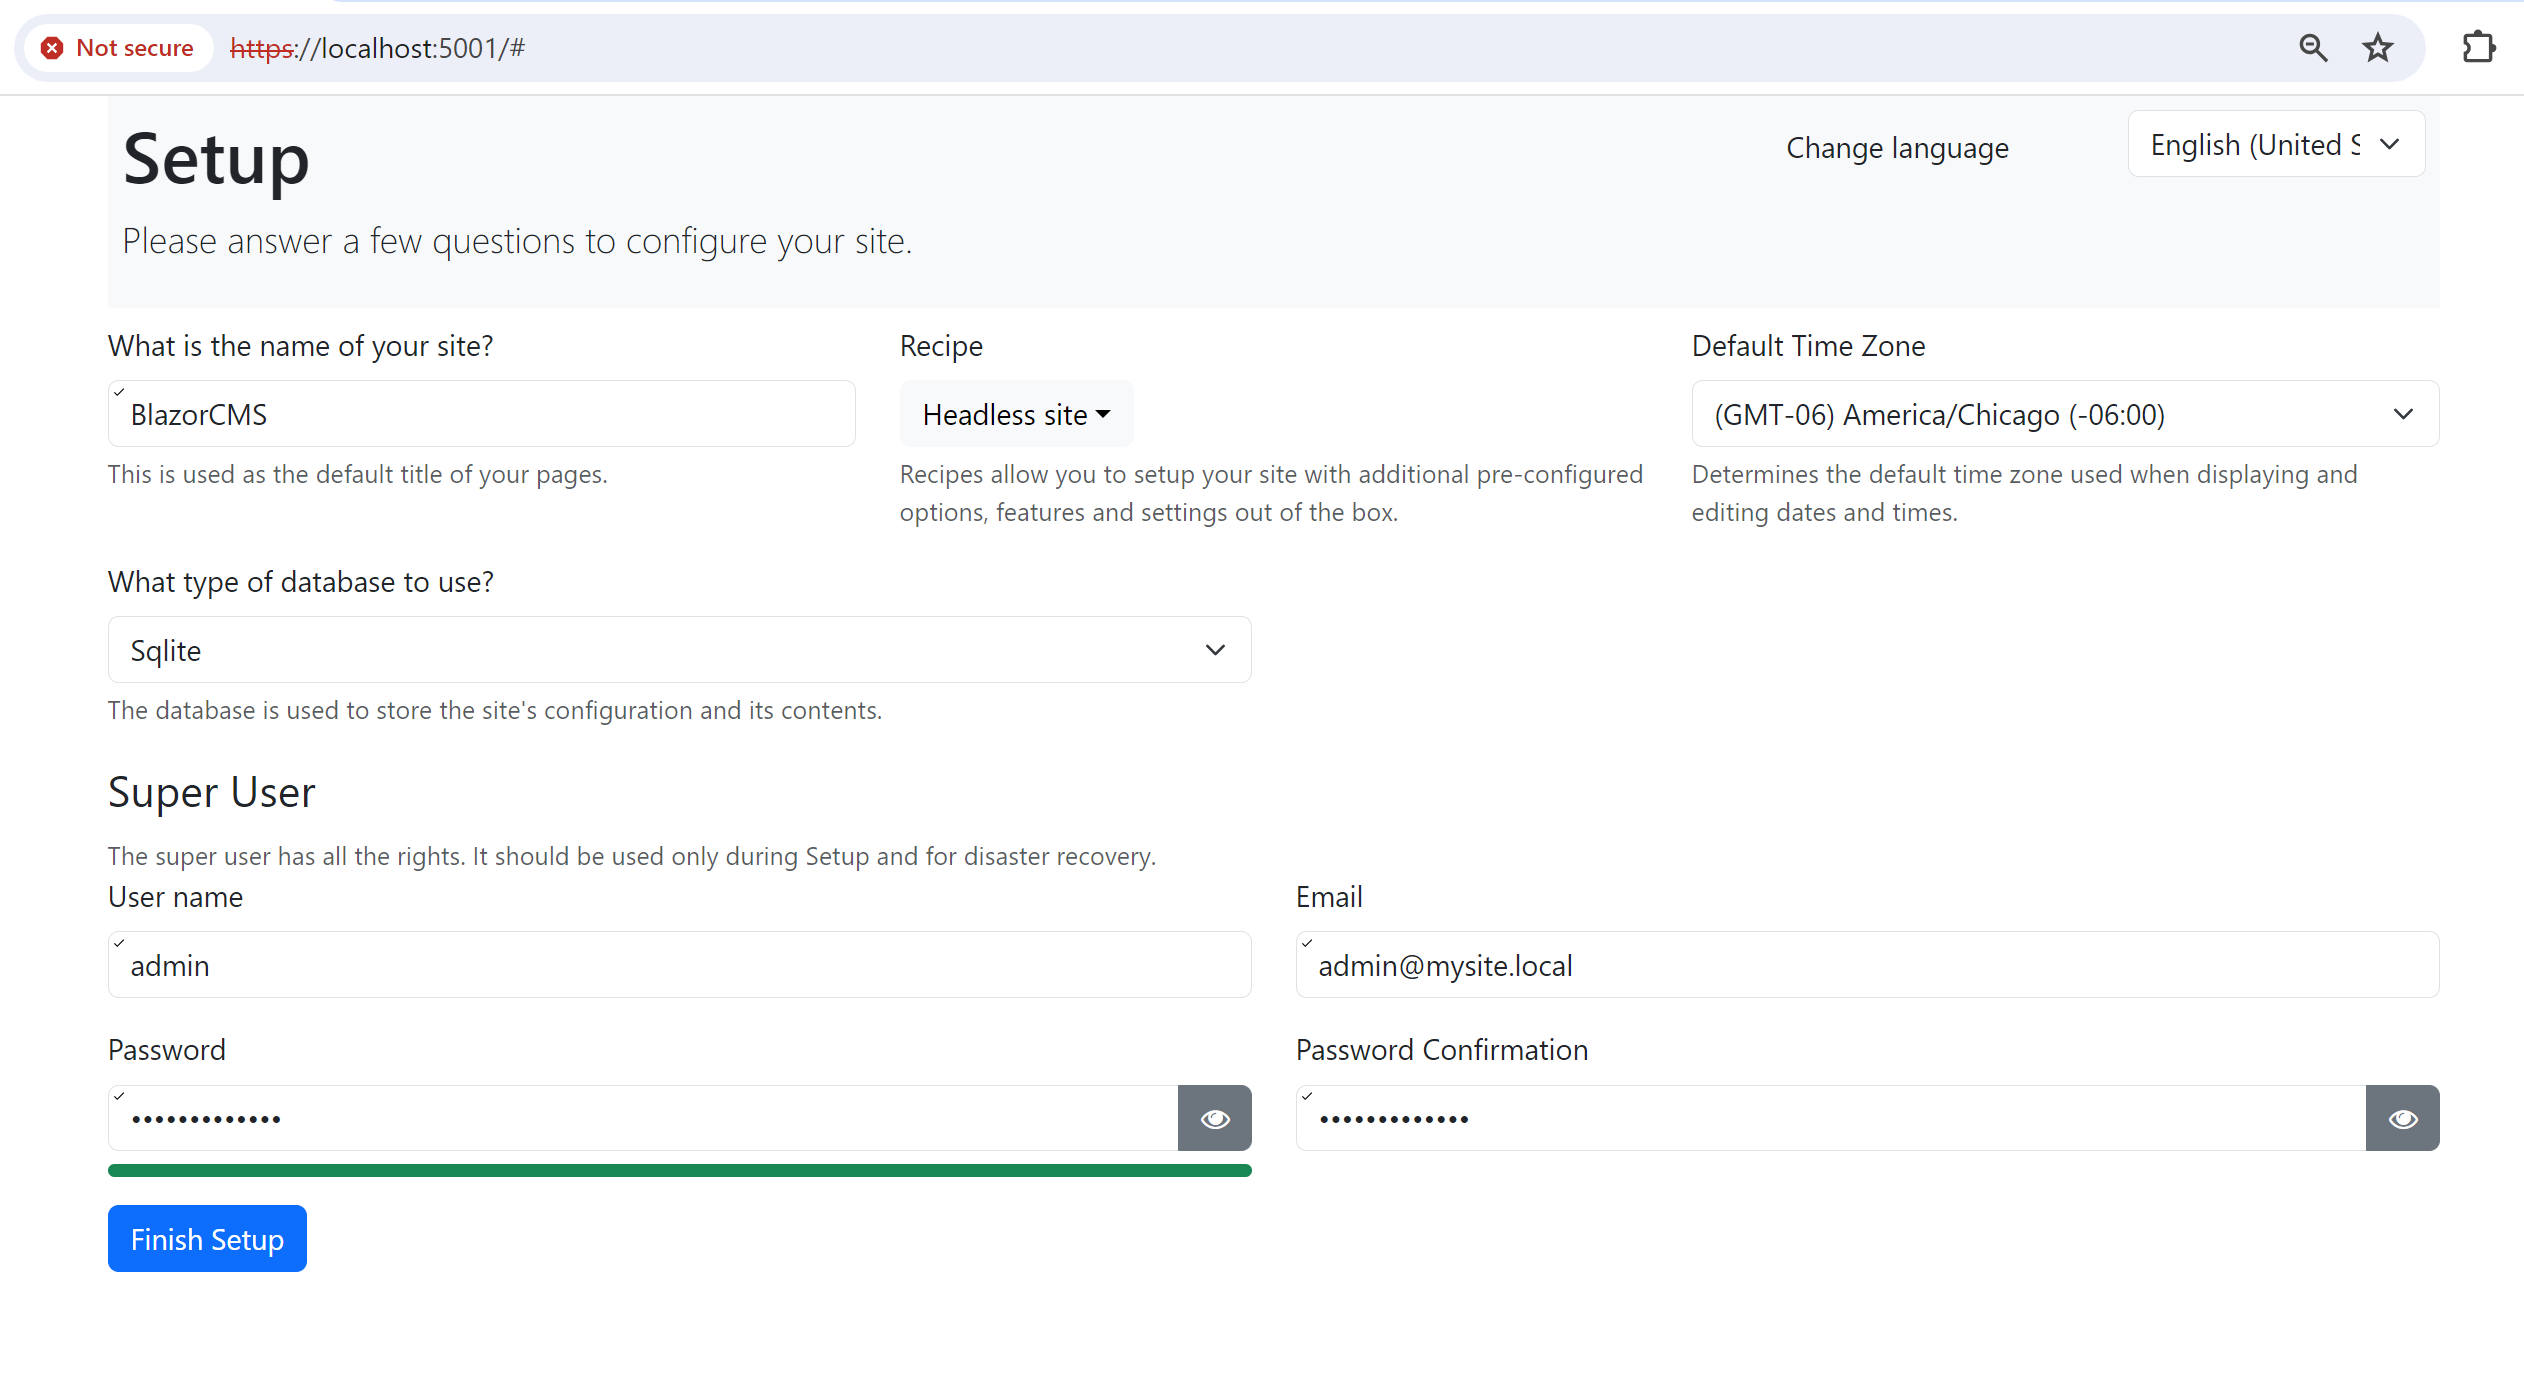 Not secure
https://localhost:5001/#
Setup
Change language
English (United S
Please answer a few questions to configure your site.
What is the name of your site?
BlazorCMS
This is used as the default title of your pages.
Recipe
Headless site
Recipes allow you to setup your site with additional pre-configured
options, features and settings out of the box.
Default Time Zone
(GMT-06) America/Chicago (-06:00)
Determines the default time zone used when displaying and
editing dates and times.
What type of database to use?
Sqlite
The database is used to store the site's configuration and its contents.
Super User
The super user has all the rights. It should be used only during Setup and for disaster recovery.
User name
admin
Email
admin@mysite.local
Password
•••••••••••••
Password Confirmation
•••••••••••••
Finish Setup